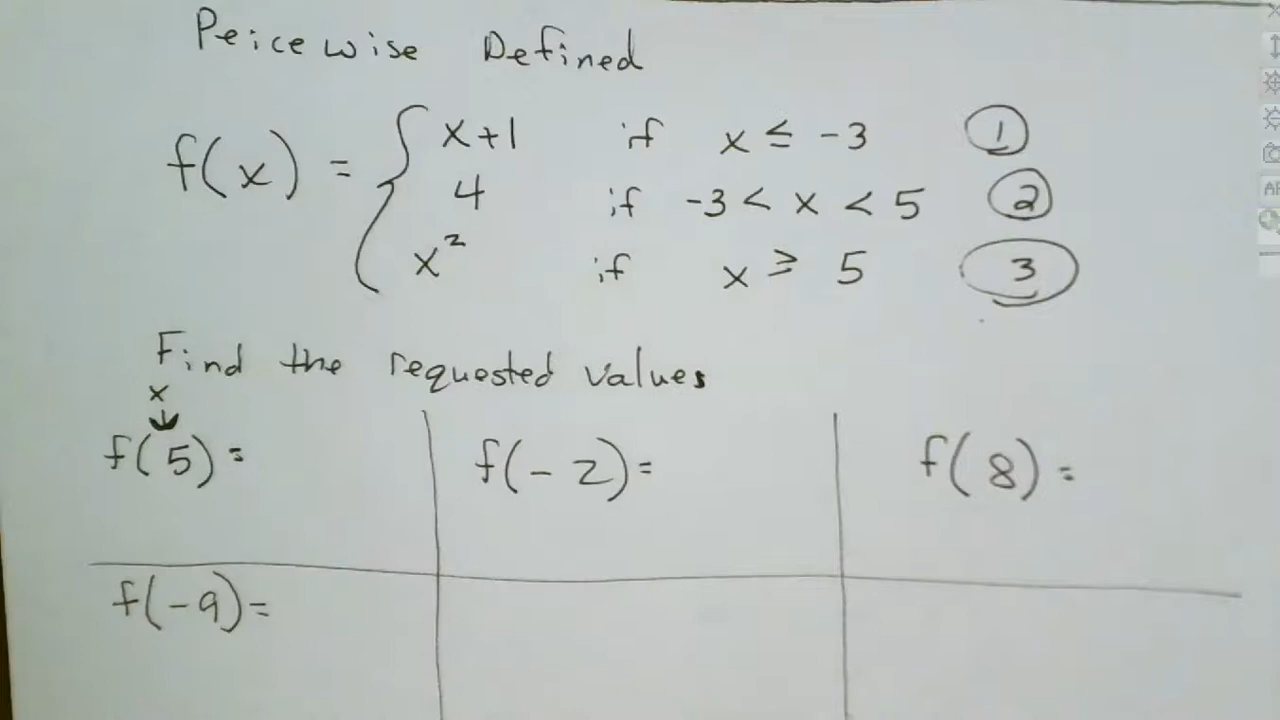 Peicewise Defined
f(x) = { x+1 if x ≤ -3 1
4 if -3 < x < 5 2
x² if x ≥ 5 3
Find the requested values
x
f(5)= f(-2)= f(8)=
f(-9)=